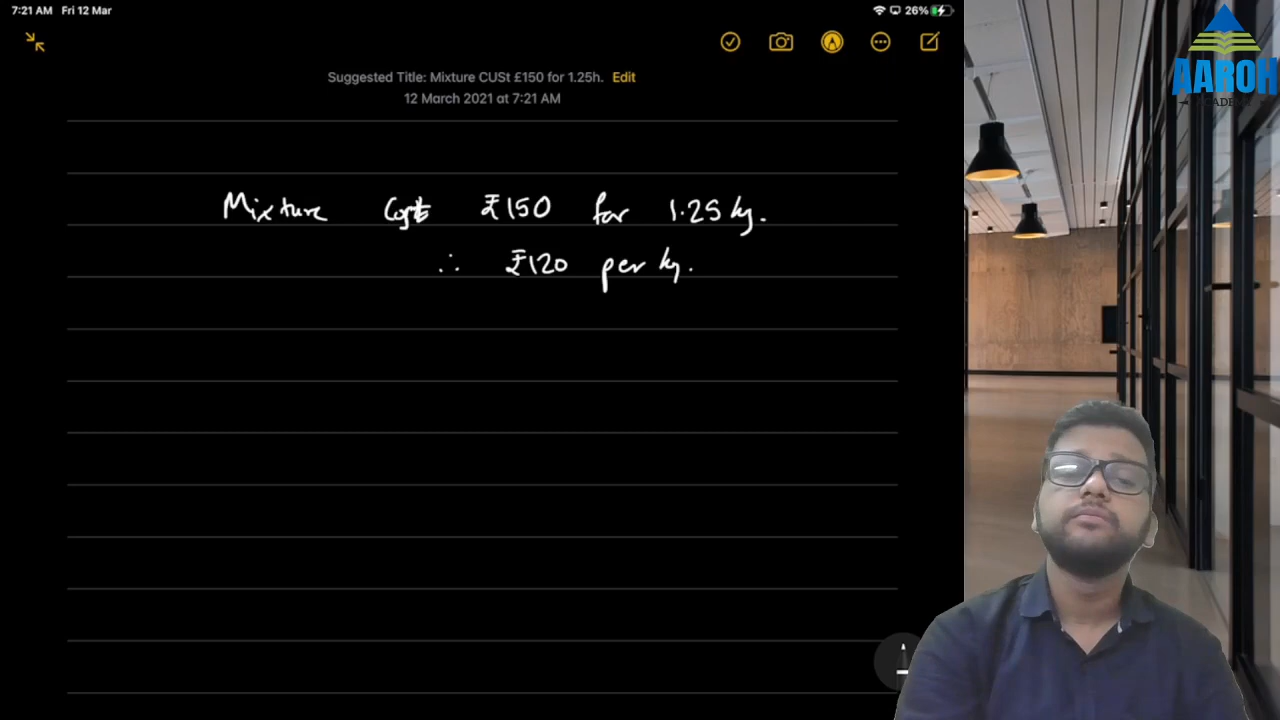 7:21 AM Fri 12 Mar
26%
Suggested Title: Mixture CUSt £150 for 1.25h. Edit
12 March 2021 at 7:21 AM
AAROH
ACADEMY
Mixture Cost ₹150 for 1.25 kg.
∴ ₹120 per kg.